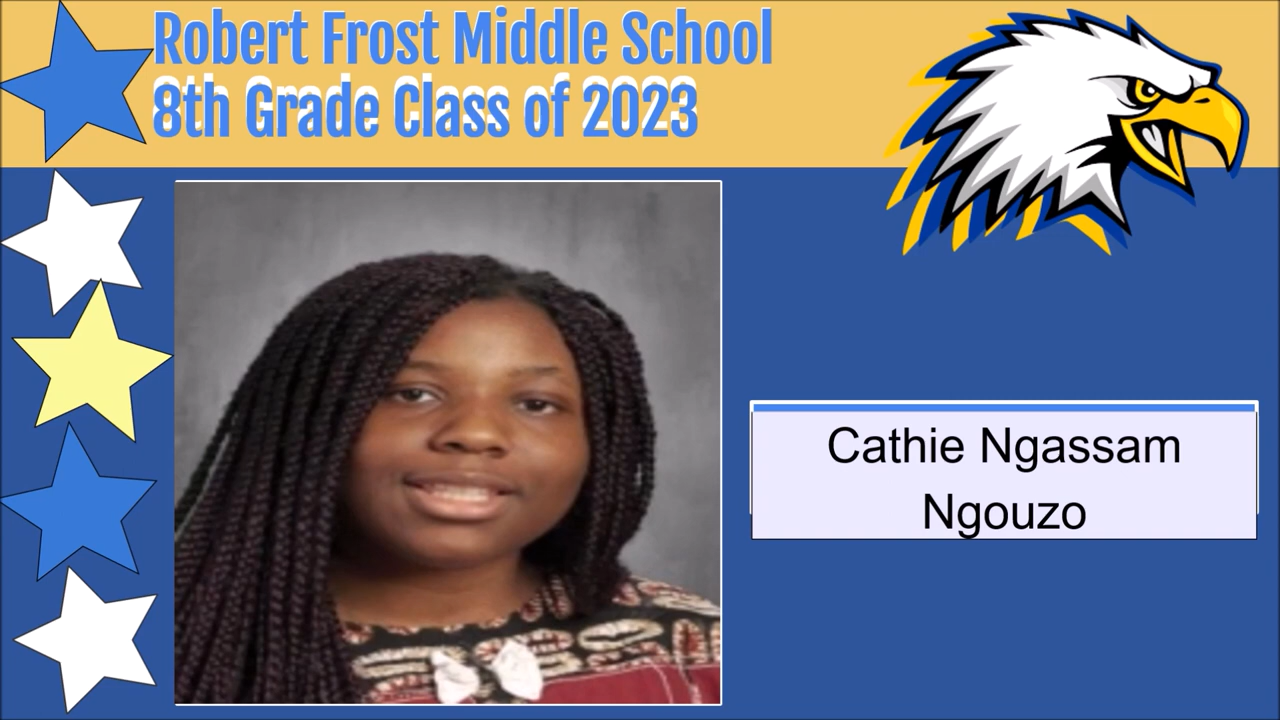 Robert Frost Middle School
8th Grade Class of 2023
Cathie Ngassam
Ngouzo